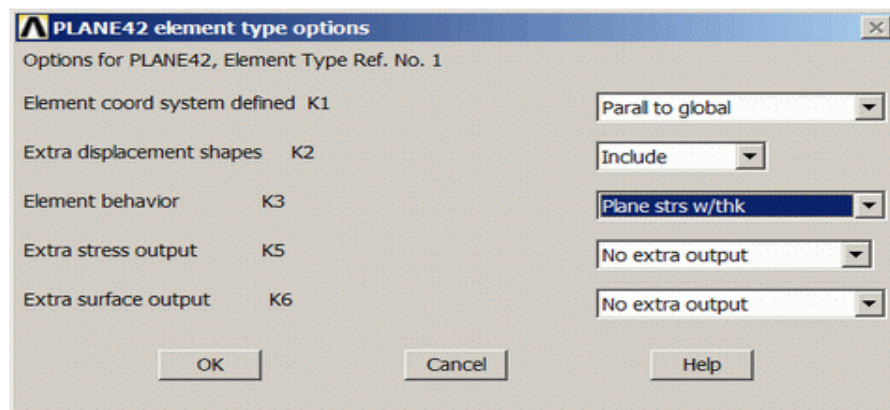 PLANE42 element type options
Options for PLANE42, Element Type Ref. No. 1
Element coord system defined K1 Parall to global
Extra displacement shapes K2 Include
Element behavior K3 Plane strs w/thk
Extra stress output K5 No extra output
Extra surface output K6 No extra output
OK Cancel Help